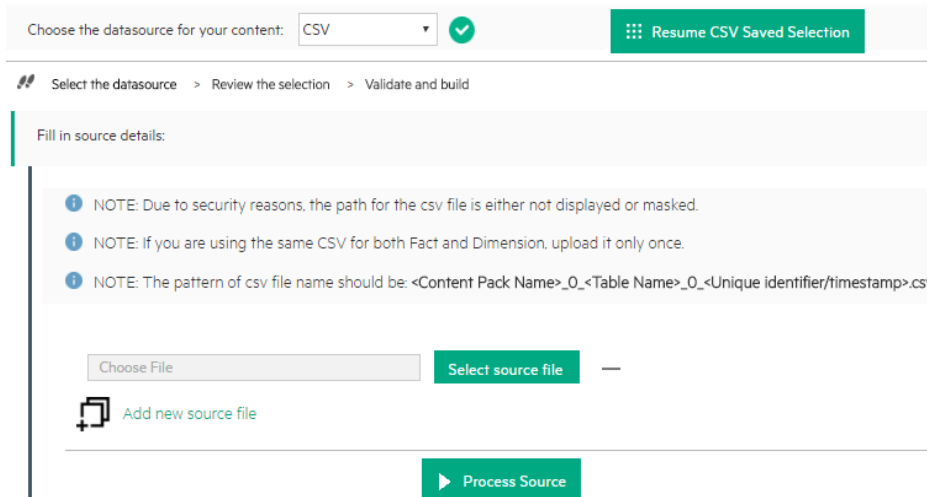 Choose the datasource for your content: CSV Resume CSV Saved Selection
Select the datasource > Review the selection > Validate and build
Fill in source details:
NOTE: Due to security reasons, the path for the csv file is either not displayed or masked.
NOTE: If you are using the same CSV for both Fact and Dimension, upload it only once.
NOTE: The pattern of csv file name should be: <Content Pack Name>_0_<Table Name>_0_<Unique identifier/timestamp>.cs
Choose File Select source file
Add new source file
Process Source